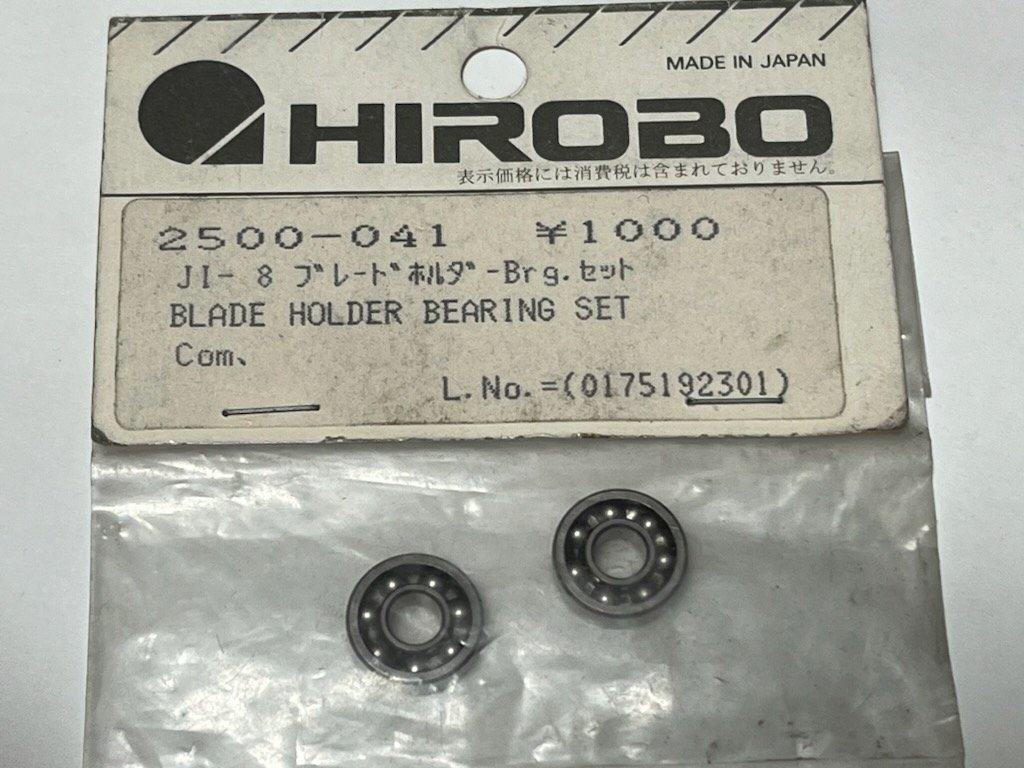 MADE IN JAPAN
HIROBO
表示価格には消費税は含まれておりません。
2500-041 ¥1000
JI- 8 ブレードホルダ-Brg.セット
BLADE HOLDER BEARING SET
Com、
L.No.=(0175192301)